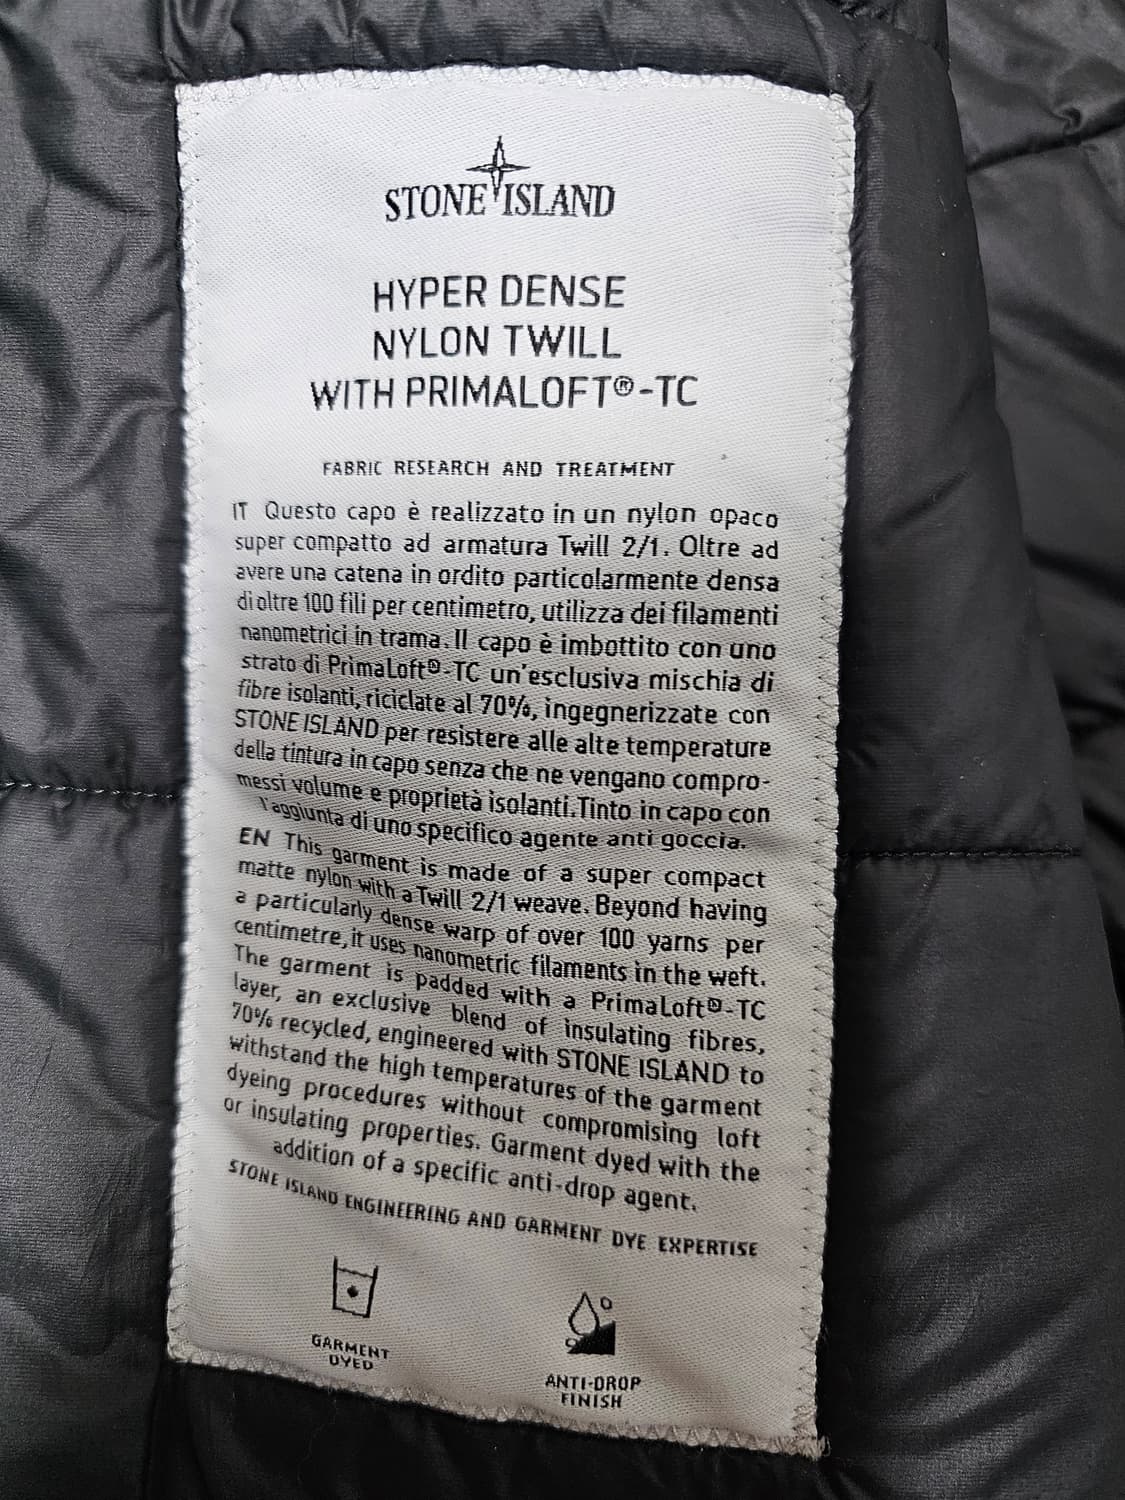 STONE ISLAND
HYPER DENSE
NYLON TWILL
WITH PRIMALOFT®-TC
FABRIC RESEARCH AND TREATMENT
IT Questo capo è realizzato in un nylon opaco
super compatto ad armatura Twill 2/1. Oltre ad
avere una catena in ordito particolarmente densa
di oltre 100 fili per centimetro, utilizza dei filamenti
nanometrici in trama. Il capo è imbottito con uno
strato di PrimaLoft®-TC un'esclusiva mischia di
fibre isolanti, riciclate al 70%, ingegnerizzate con
STONE ISLAND per resistere alle alte temperature
della tintura in capo senza che ne vengano compro-
messi volume e proprietà isolanti. Tinto in capo con
l'aggiunta di uno specifico agente anti goccia.
EN This garment is made of a super compact
matte nylon with a Twill 2/1 weave. Beyond having
a particularly dense warp of over 100 yarns per
centimetre, it uses nanometric filaments in the weft.
The garment is padded with a PrimaLoft®-TC
layer, an exclusive blend of insulating fibres,
70% recycled, engineered with STONE ISLAND to
withstand the high temperatures of the garment
dyeing procedures without compromising loft
or insulating properties. Garment dyed with the
addition of a specific anti-drop agent.
STONE ISLAND ENGINEERING AND GARMENT DYE EXPERTISE
GARMENT
DYED
ANTI-DROP
FINISH